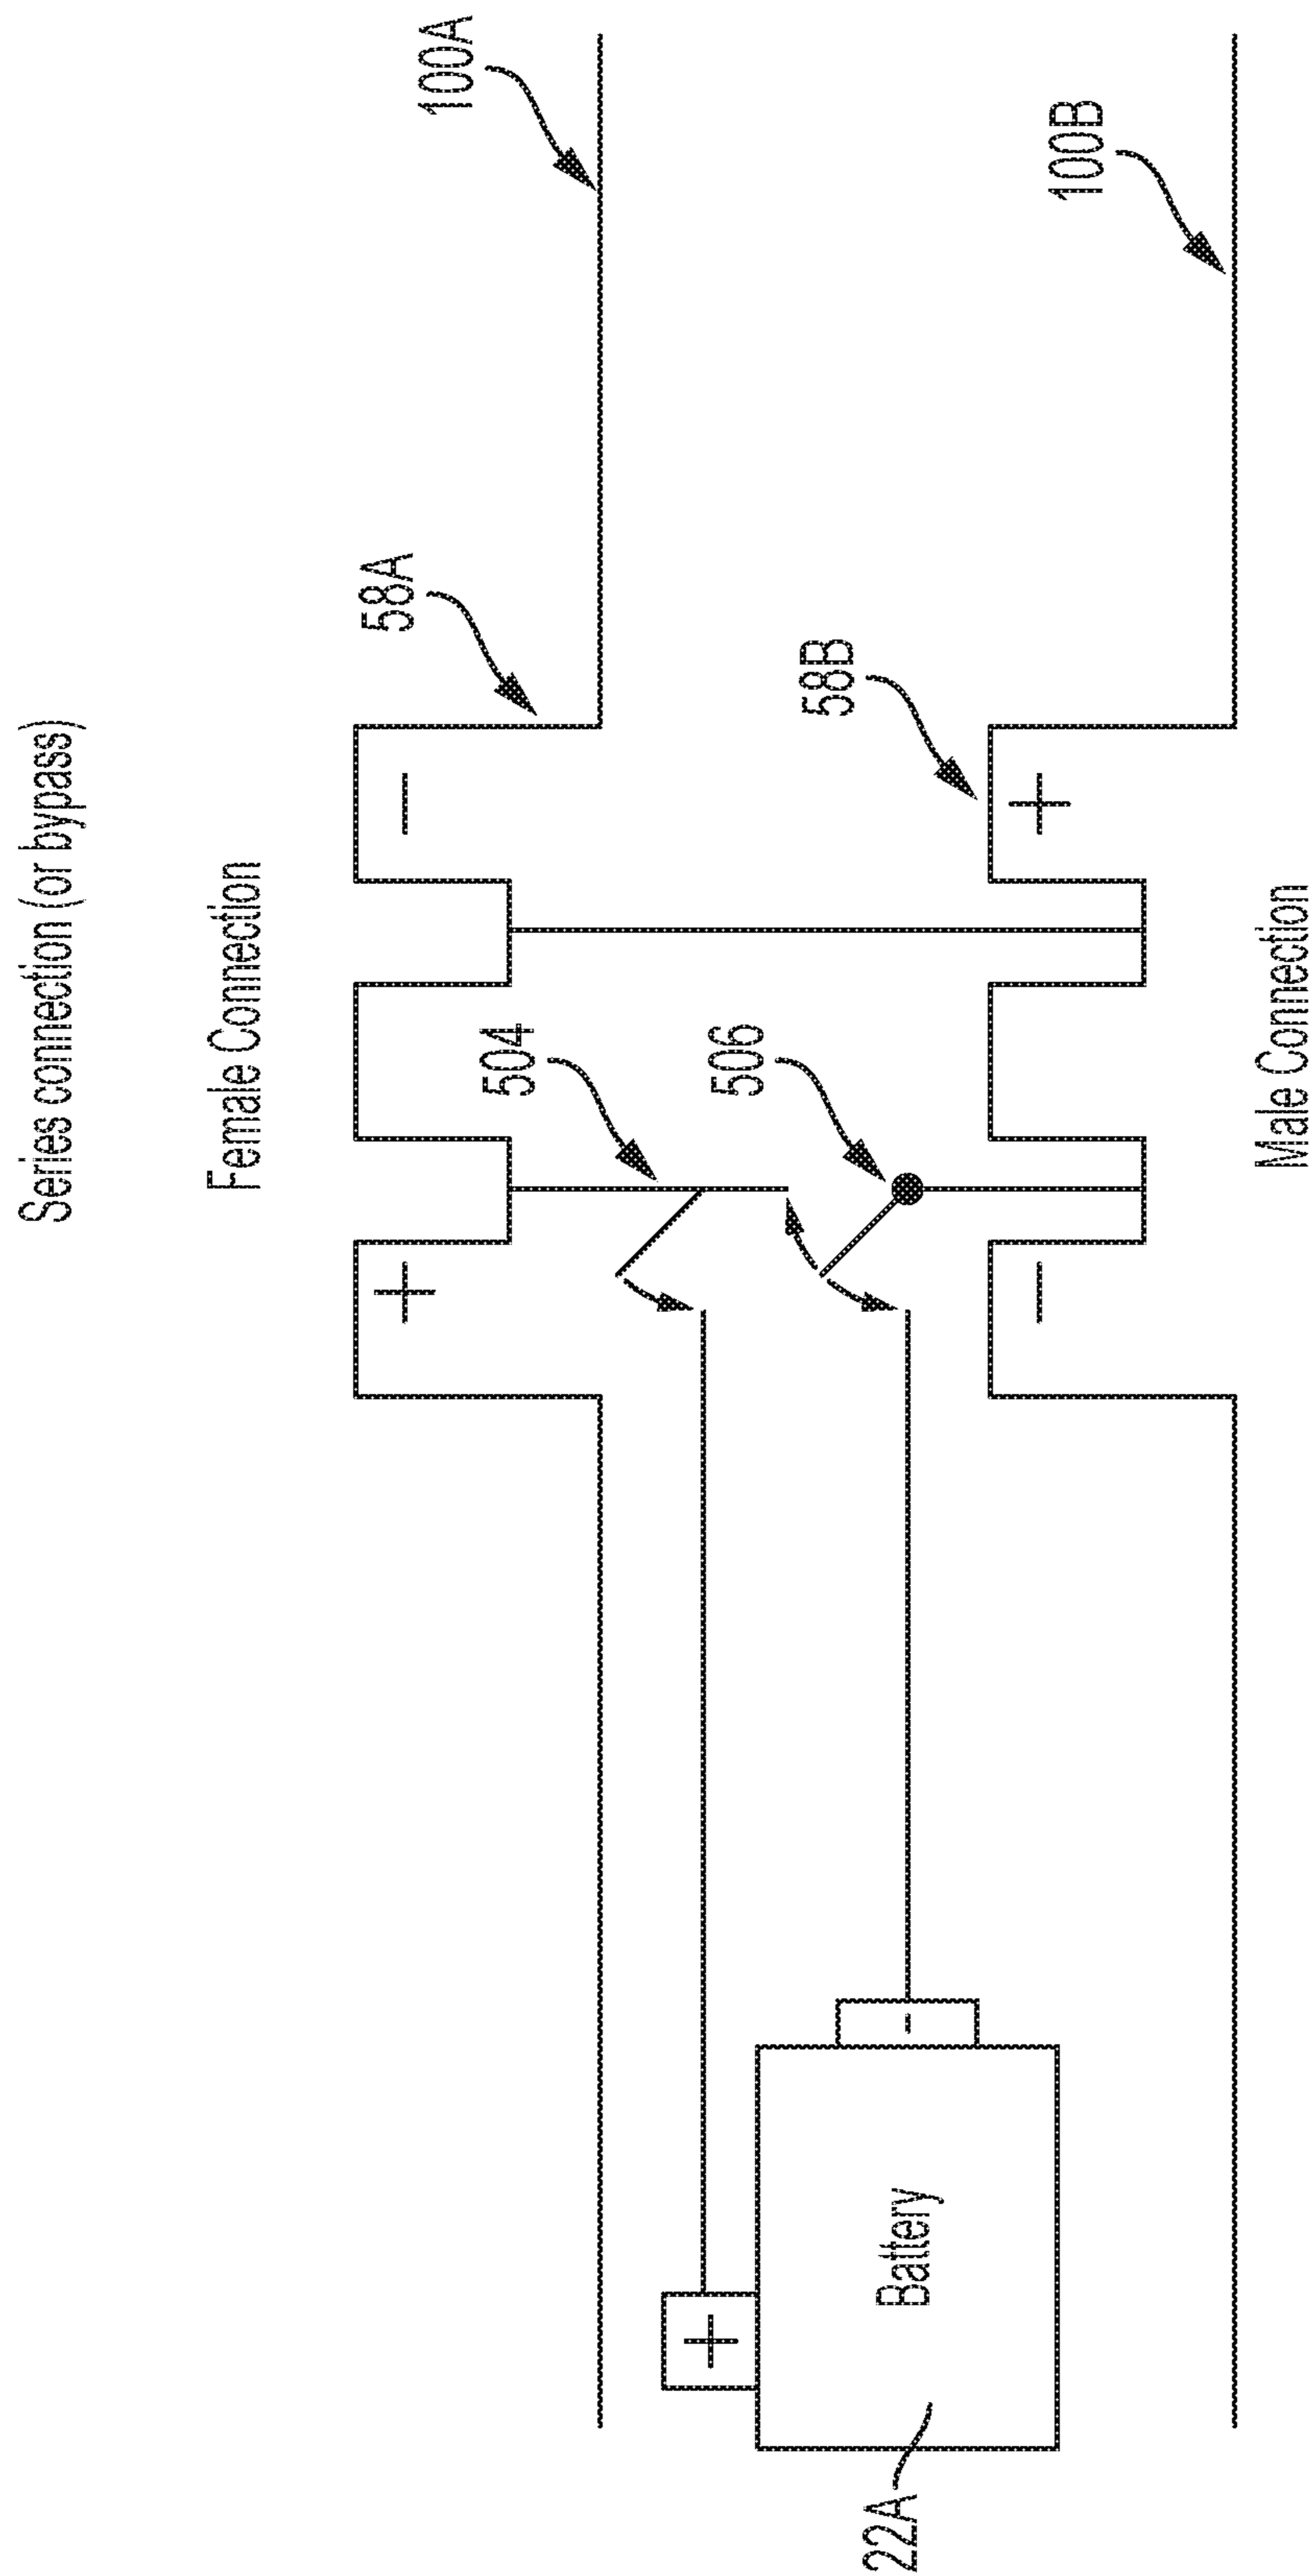 Series connection (or bypass)
Female Connection
100A
58A
+
−
504
506
58B
100B
−
+
+
-
Battery
22A
Male Connection